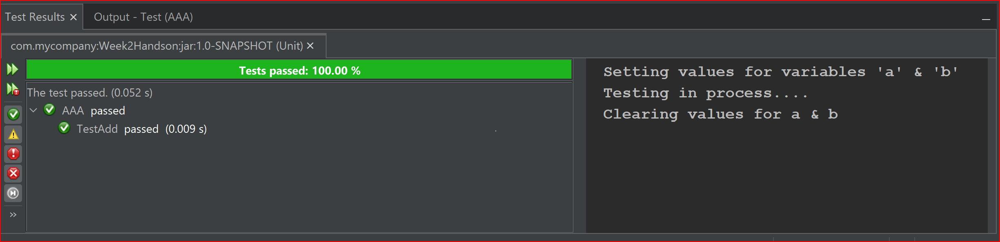 Test Results × Output - Test (AAA)
com.mycompany:Week2Handson:jar:1.0-SNAPSHOT (Unit) ×
Tests passed: 100.00 %
The test passed. (0.052 s)
AAA passed
TestAdd passed (0.009 s)
Setting values for variables 'a' & 'b'
Testing in process....
Clearing values for a & b